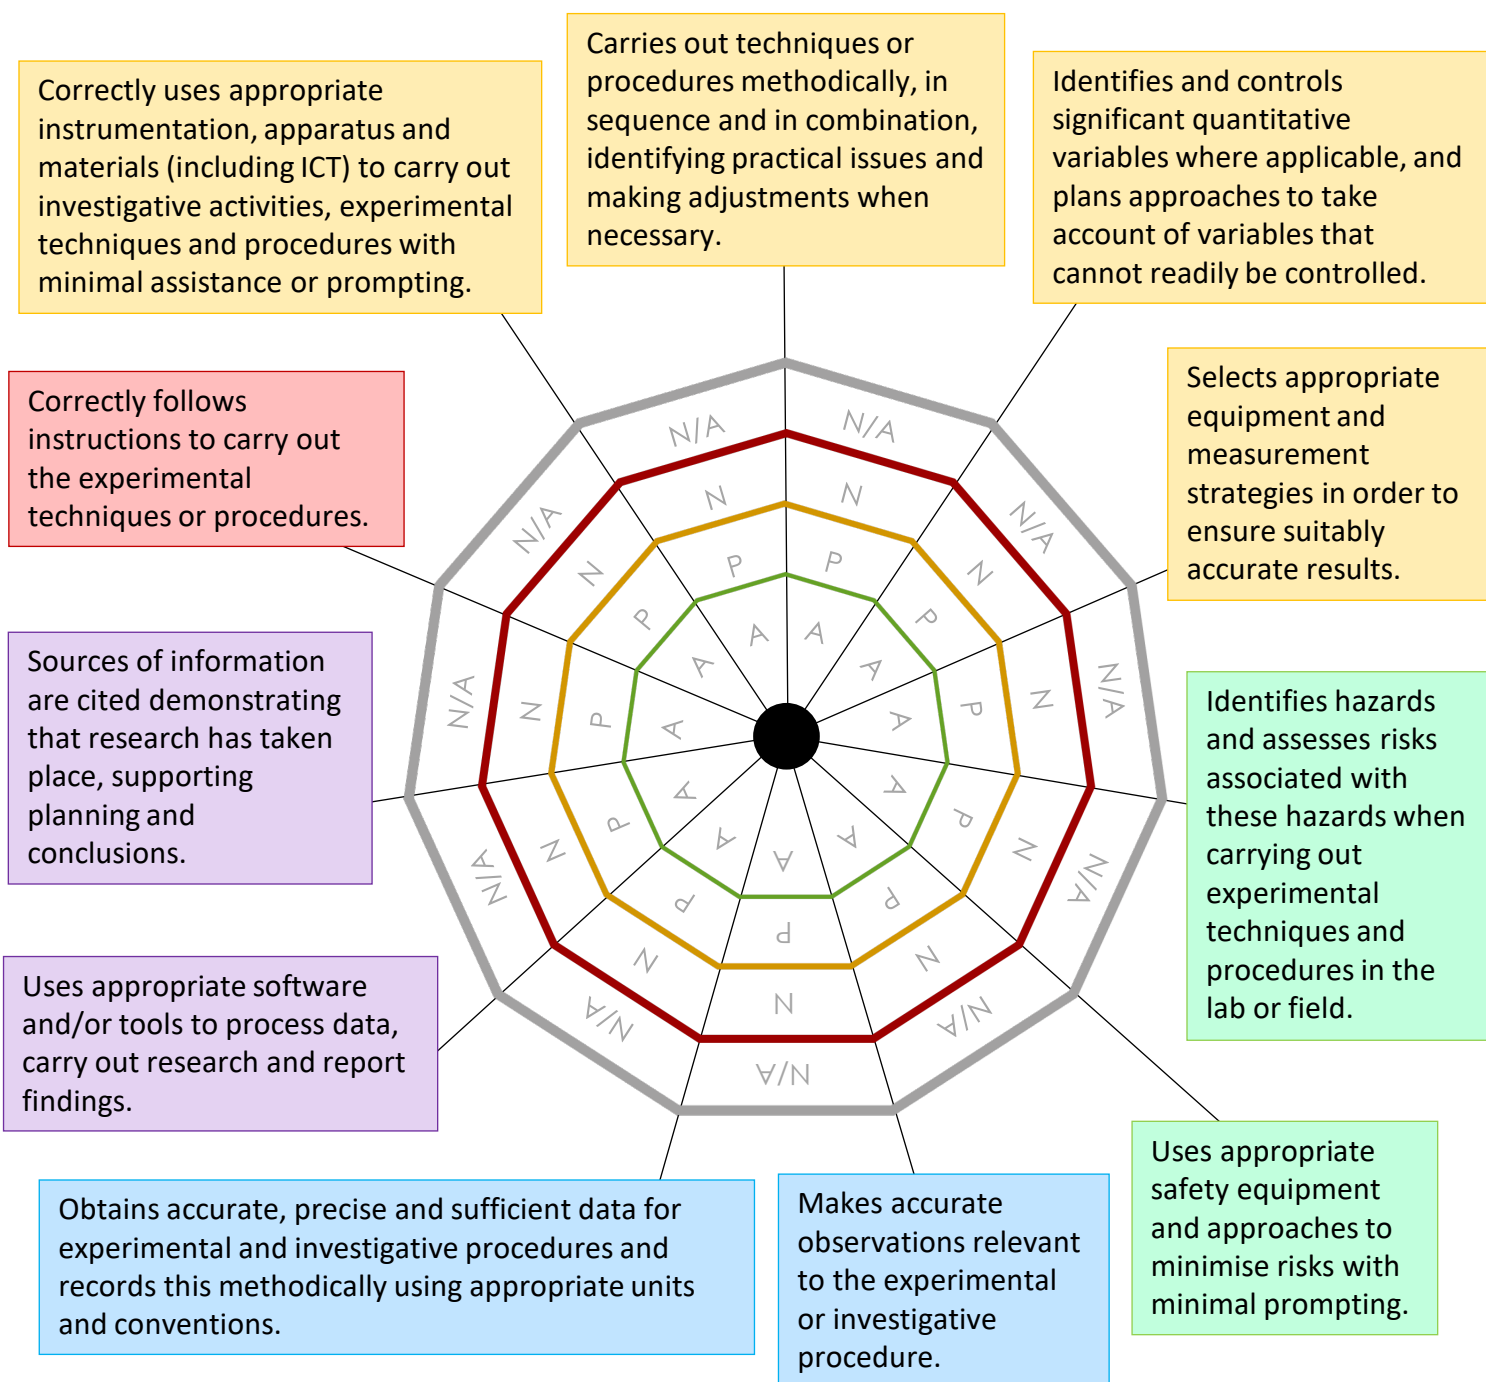 Carries out techniques or
procedures methodically, in
sequence and in combination,
identifying practical issues and
making adjustments when
necessary.
Correctly uses appropriate
instrumentation, apparatus and
materials (including ICT) to carry out
investigative activities, experimental
techniques and procedures with
minimal assistance or prompting.
Identifies and controls
significant quantitative
variables where applicable, and
plans approaches to take
account of variables that
cannot readily be controlled.
Correctly follows
instructions to carry out
the experimental
techniques or procedures.
Selects appropriate
equipment and
measurement
strategies in order to
ensure suitably
accurate results.
Sources of information
are cited demonstrating
that research has taken
place, supporting
planning and
conclusions.
Identifies hazards
and assesses risks
associated with
these hazards when
carrying out
experimental
techniques and
procedures in the
lab or field.
Uses appropriate software
and/or tools to process data,
carry out research and report
findings.
Uses appropriate
safety equipment
and approaches to
minimise risks with
minimal prompting.
Obtains accurate, precise and sufficient data for
experimental and investigative procedures and
records this methodically using appropriate units
and conventions.
Makes accurate
observations relevant
to the experimental
or investigative
procedure.
N/A
N/A
N/A
N/A
N/A
N/A
N/A
N/A
N/A
N/A
N/A
N
N
N
N
N
N
N
N
N
N
N
P
P
P
P
P
P
P
P
P
P
P
A
A
A
A
A
A
A
A
A
A
A